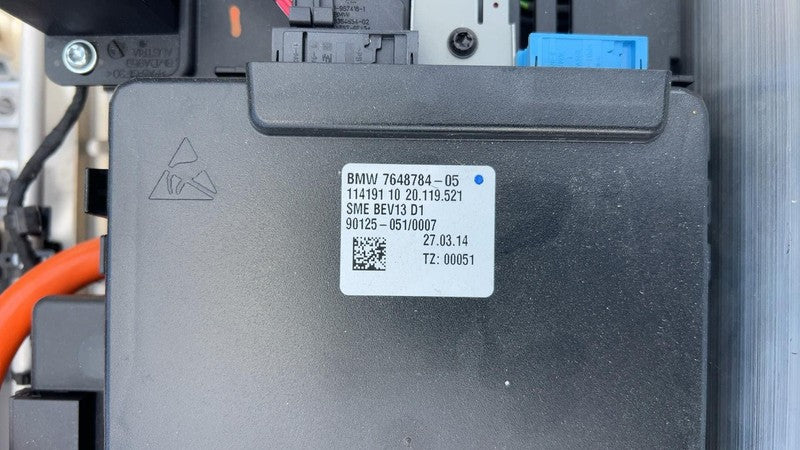 BMW 7648784-05
114191 10 20.119.521
SME BEV13 D1
90125-051/0007
27.03.14
TZ: 00051